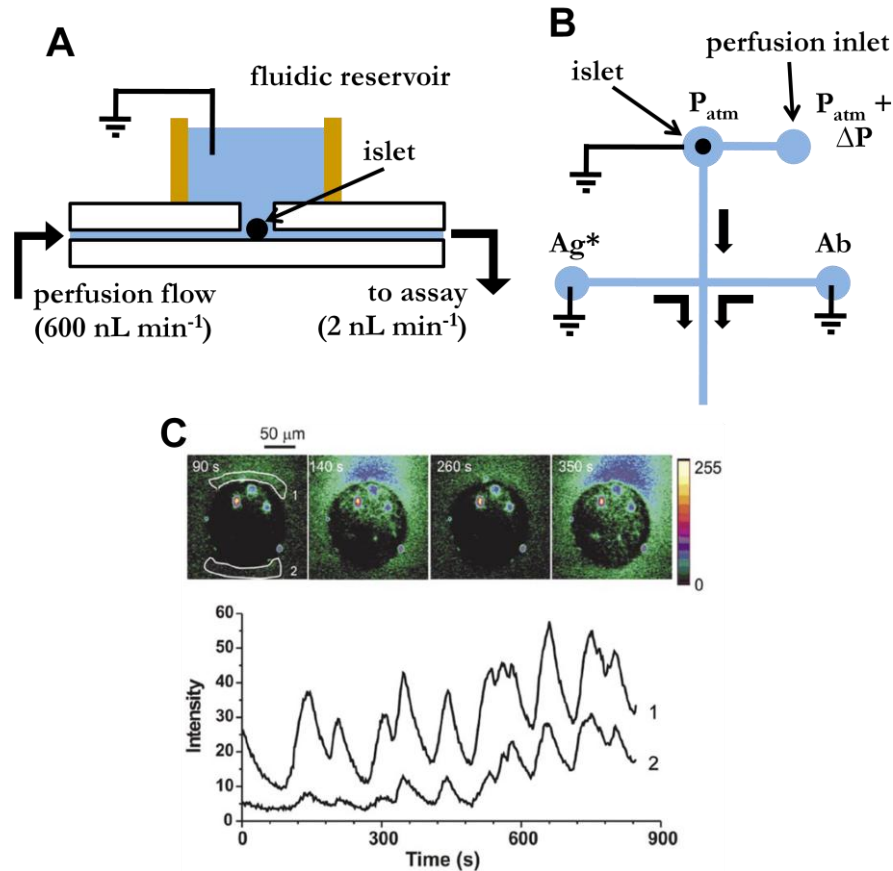 A
fluidic reservoir
islet
perfusion flow
(600 nL min⁻¹)
to assay
(2 nL min⁻¹)
B
perfusion inlet
islet
P_atm
P_atm +
ΔP
Ag*
Ab
C
50 μm
90 s
140 s
260 s
350 s
255
0
1
2
60
50
40
30
20
10
0
Intensity
1
2
0
300
600
900
Time (s)